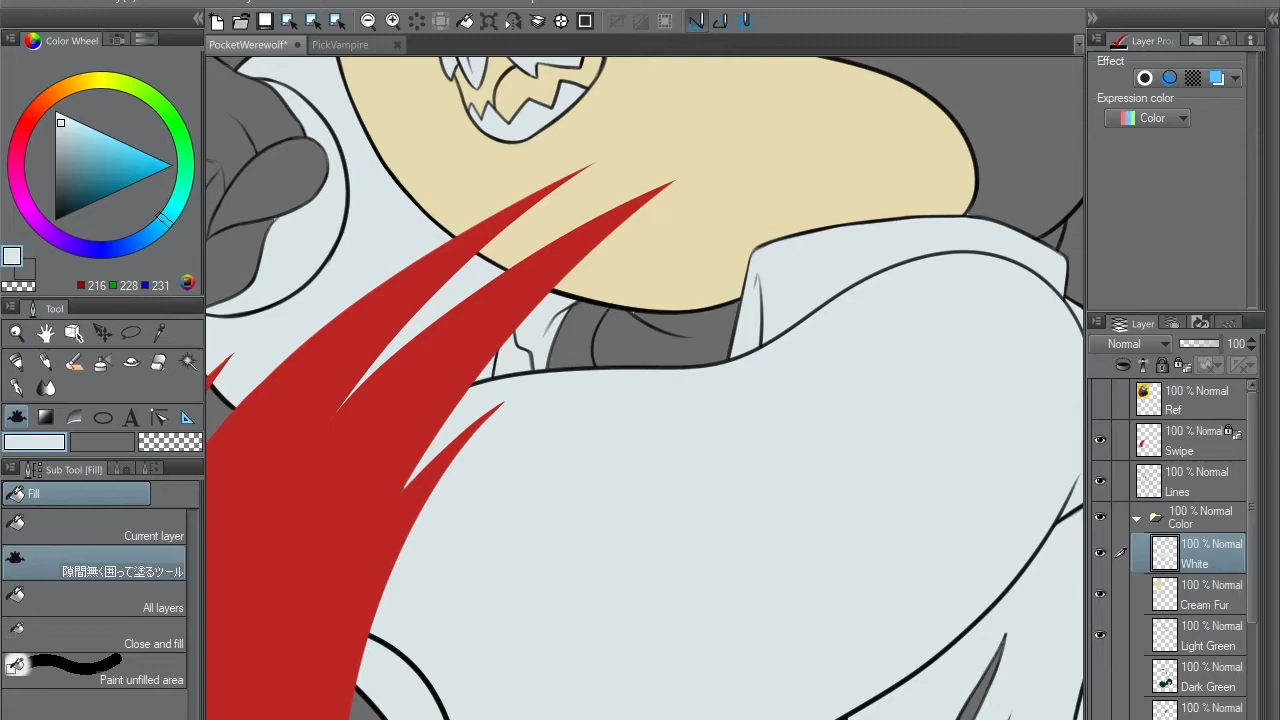 PocketWerewolf*
PickVampire
Color Wheel
216 228 231
Tool
Sub Tool [Fill]
Fill
Current layer
隙間無く囲って塗るツール
All layers
Close and fill
Paint unfilled area
Layer Prop
Effect
Expression color
Color
Layer
Normal
100
100 % Normal
Ref
100 % Normal
Swipe
100 % Normal
Lines
100 % Normal
Color
100 % Normal
White
100 % Normal
Cream Fur
100 % Normal
Light Green
100 % Normal
Dark Green
100 % Normal